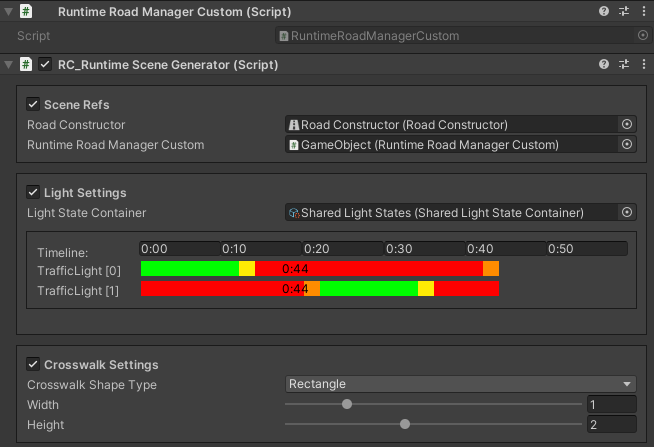 Runtime Road Manager Custom (Script)
Script RuntimeRoadManagerCustom
RC_Runtime Scene Generator (Script)
Scene Refs
Road Constructor Road Constructor (Road Constructor)
Runtime Road Manager Custom GameObject (Runtime Road Manager Custom)
Light Settings
Light State Container Shared Light States (Shared Light State Container)
Timeline: 0:00 0:10 0:20 0:30 0:40 0:50
TrafficLight [0] 0:44
TrafficLight [1] 0:44
Crosswalk Settings
Crosswalk Shape Type Rectangle
Width 1
Height 2